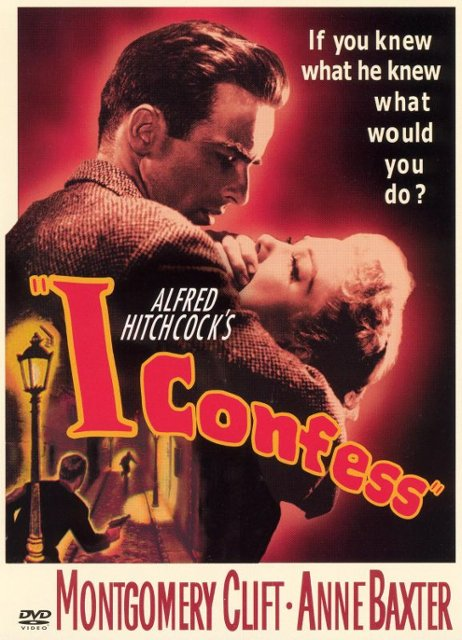 If you knew
what he knew
what
would
you
do?
ALFRED
HITCHCOCK'S
"I Confess"
DVD
VIDEO
MONTGOMERY CLIFT · ANNE BAXTER